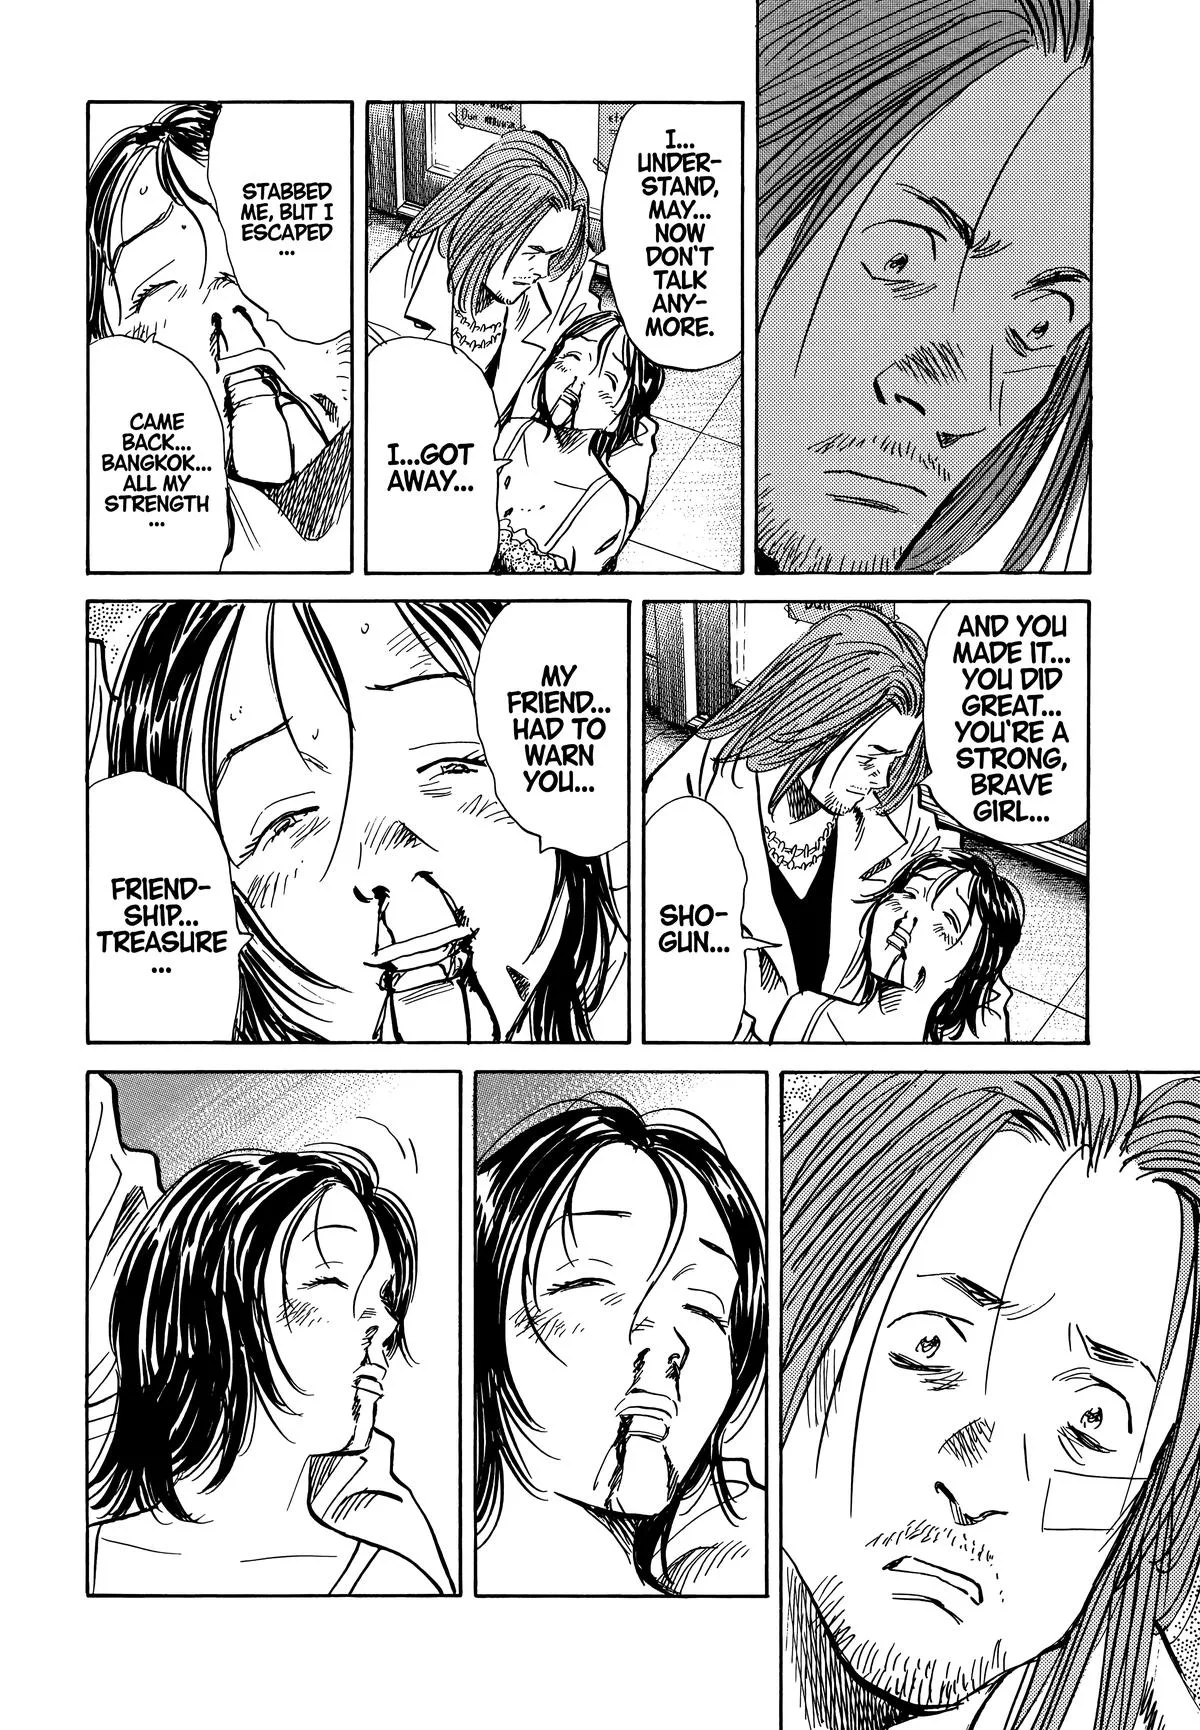 I...
UNDER-
STAND,
MAY...
NOW
DON'T
TALK
ANY-
MORE.
I...GOT
AWAY...
STABBED
ME, BUT I
ESCAPED
...
CAME
BACK...
BANGKOK...
ALL MY
STRENGTH
...
AND YOU
MADE IT...
YOU DID
GREAT...
YOU'RE A
STRONG,
BRAVE
GIRL...
SHO-
GUN...
MY
FRIEND...
HAD TO
WARN
YOU...
FRIEND-
SHIP...
TREASURE
...